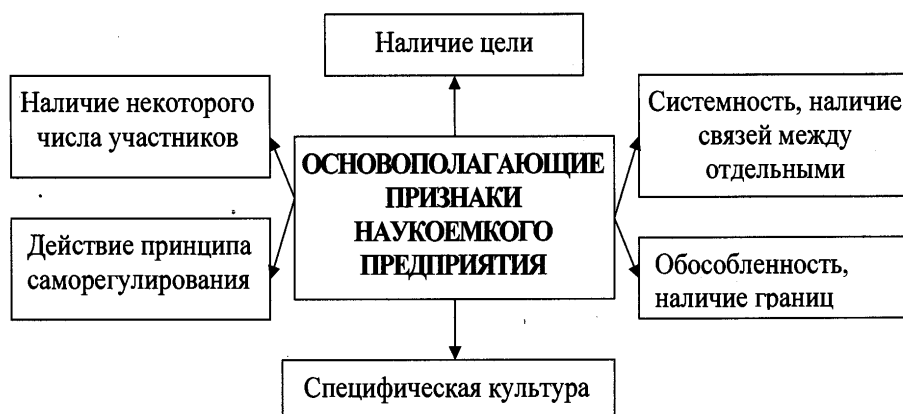 Наличие цели
Наличие некоторого
числа участников
Системность, наличие
связей между
отдельными
ОСНОВОПОЛАГАЮЩИЕ
ПРИЗНАКИ
НАУКОЕМКОГО
ПРЕДПРИЯТИЯ
Действие принципа
саморегулирования
Обособленность,
наличие границ
Специфическая культура